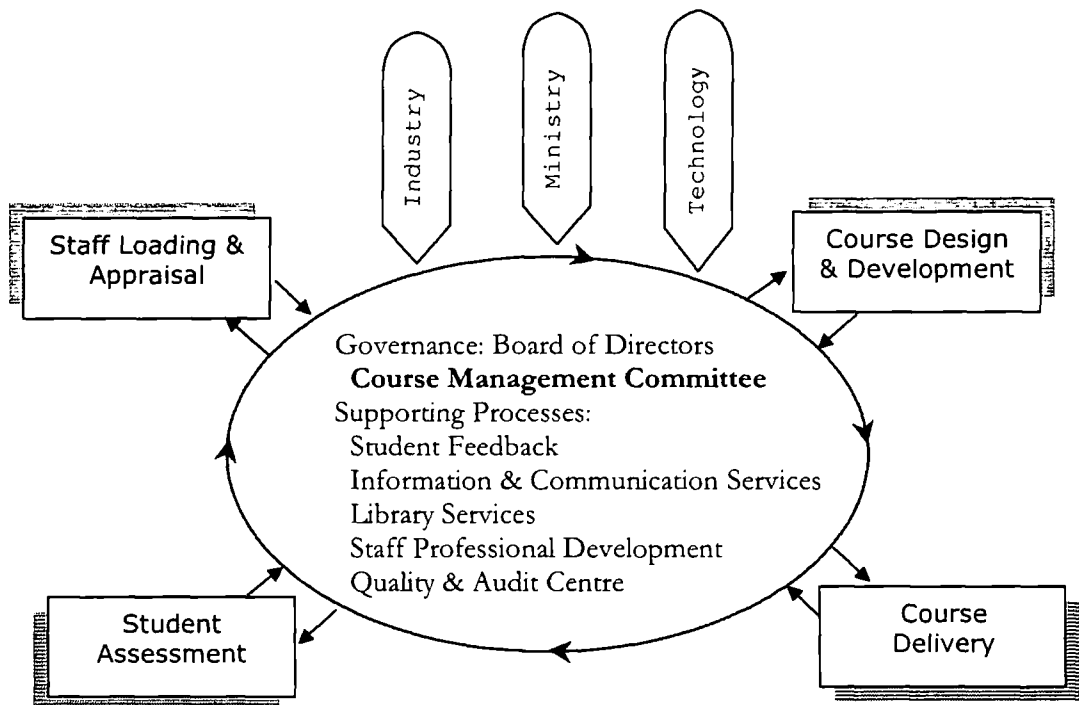 Industry
Ministry
Technology
Staff Loading &
Appraisal
Course Design
& Development
Governance: Board of Directors
Course Management Committee
Supporting Processes:
Student Feedback
Information & Communication Services
Library Services
Staff Professional Development
Quality & Audit Centre
Student
Assessment
Course
Delivery